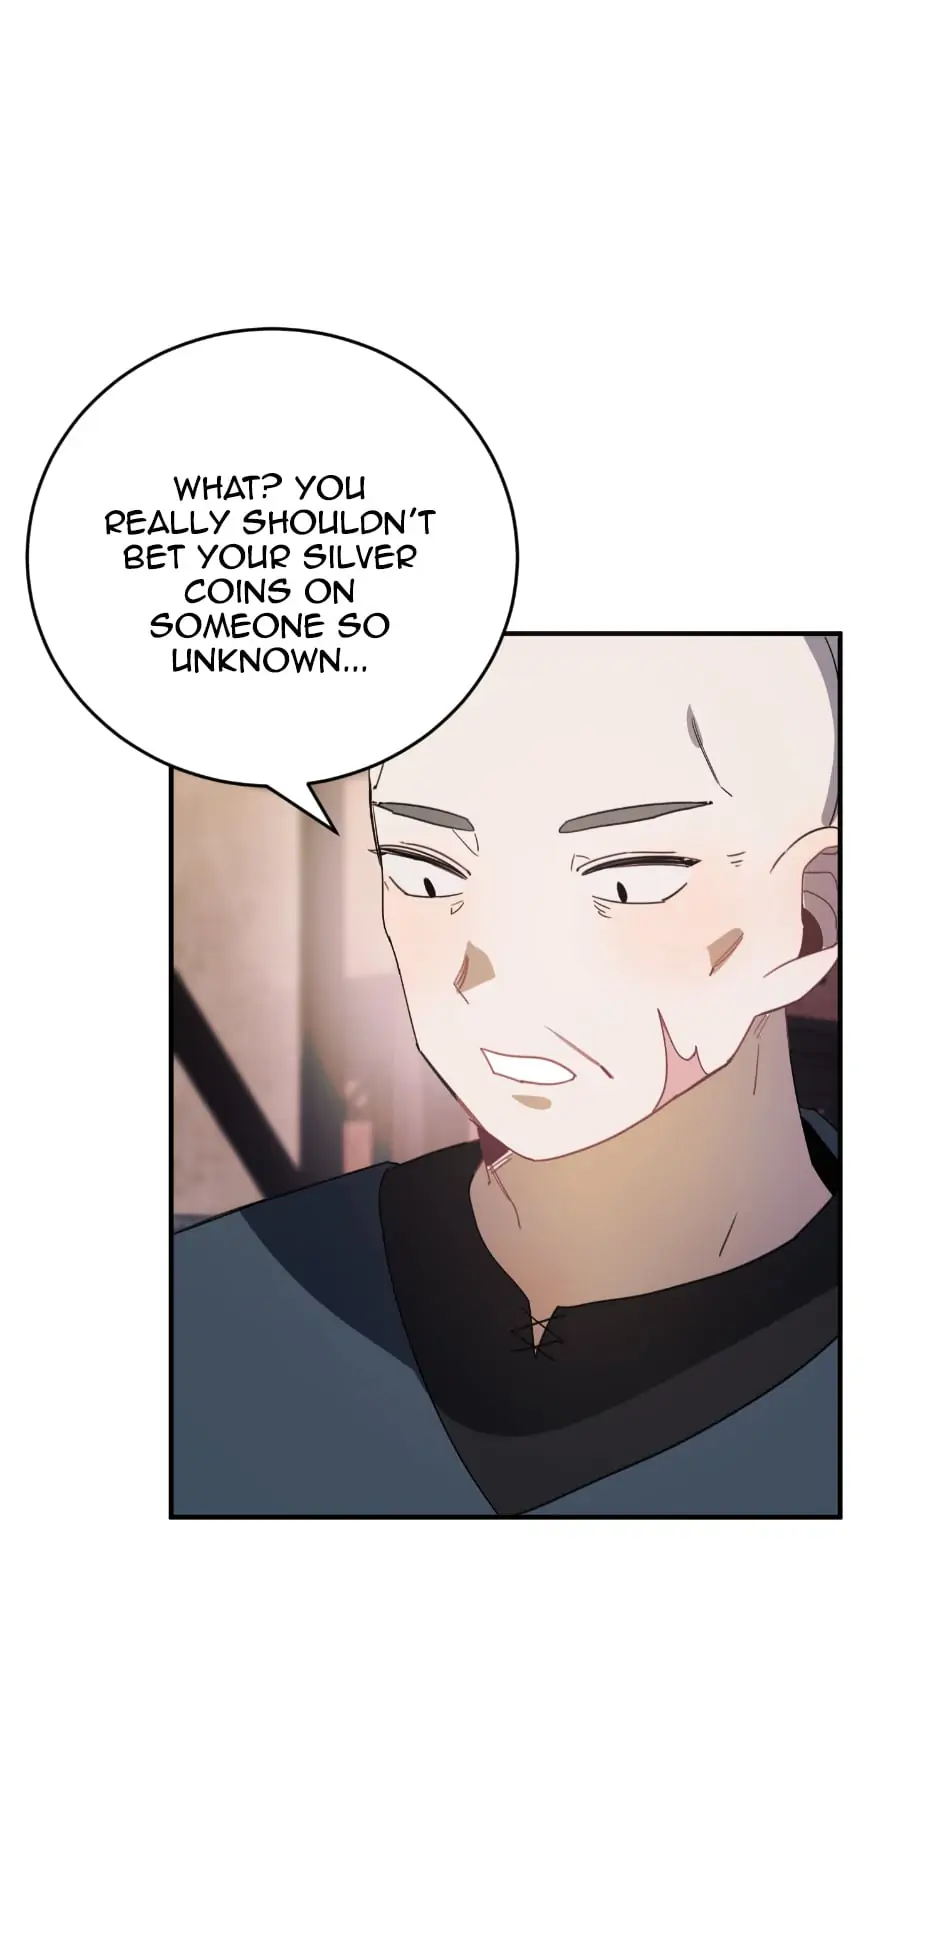 WHAT? YOU
REALLY SHOULDN'T
BET YOUR SILVER
COINS ON
SOMEONE SO
UNKNOWN...